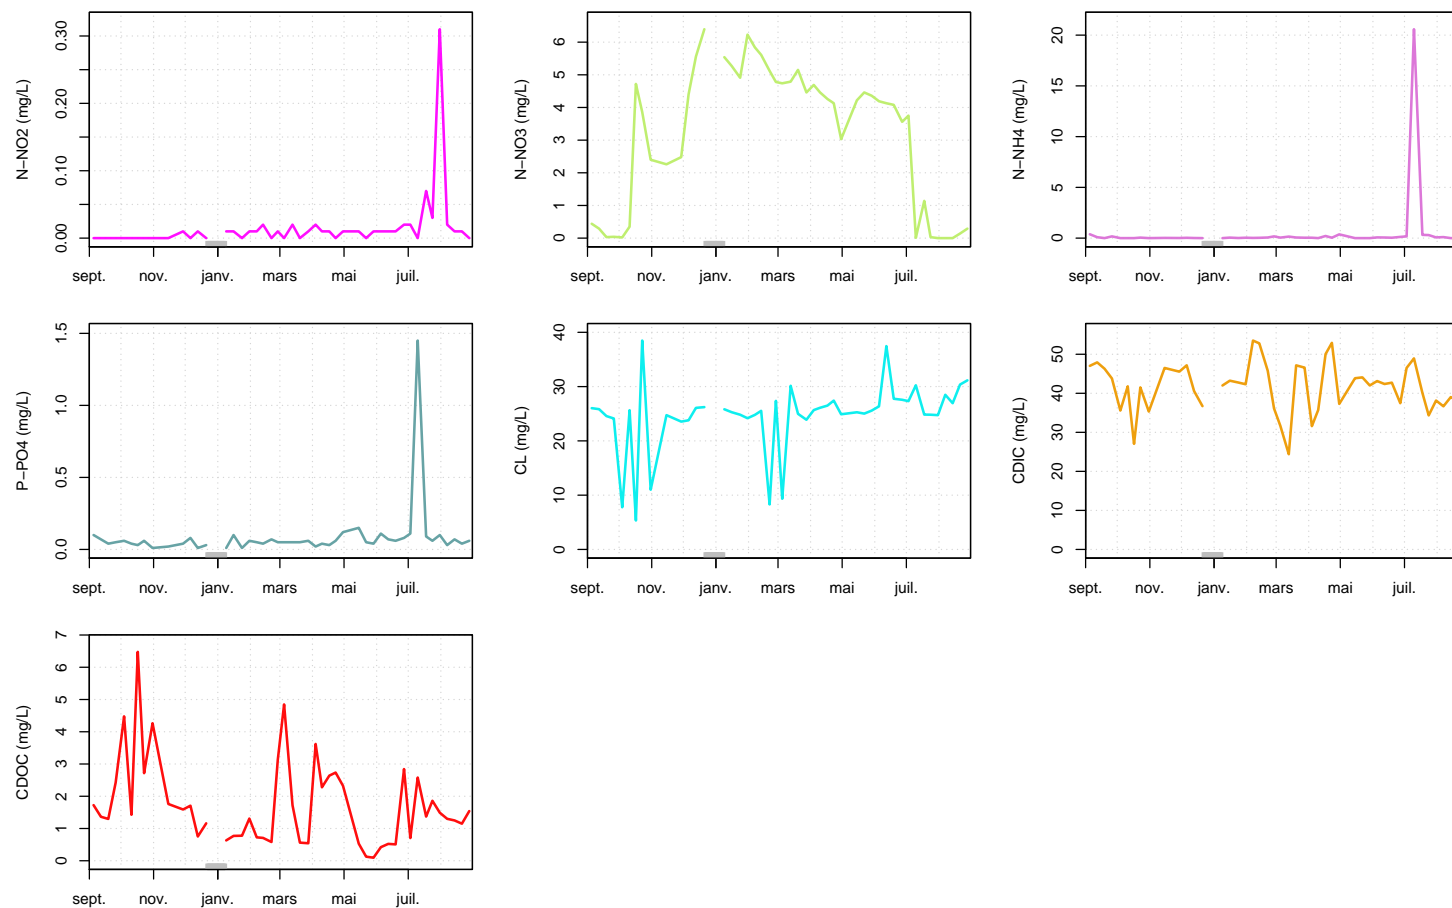 N−NO2 (mg/L)
0.00
0.10
0.20
0.30
sept. nov. janv. mars mai juil.
N−NO3 (mg/L)
0
1
2
3
4
5
6
sept. nov. janv. mars mai juil.
N−NH4 (mg/L)
0
5
10
15
20
sept. nov. janv. mars mai juil.
P−PO4 (mg/L)
0.0
0.5
1.0
1.5
sept. nov. janv. mars mai juil.
CL (mg/L)
0
10
20
30
40
sept. nov. janv. mars mai juil.
CDIC (mg/L)
0
10
20
30
40
50
sept. nov. janv. mars mai juil.
CDOC (mg/L)
0
1
2
3
4
5
6
7
sept. nov. janv. mars mai juil.